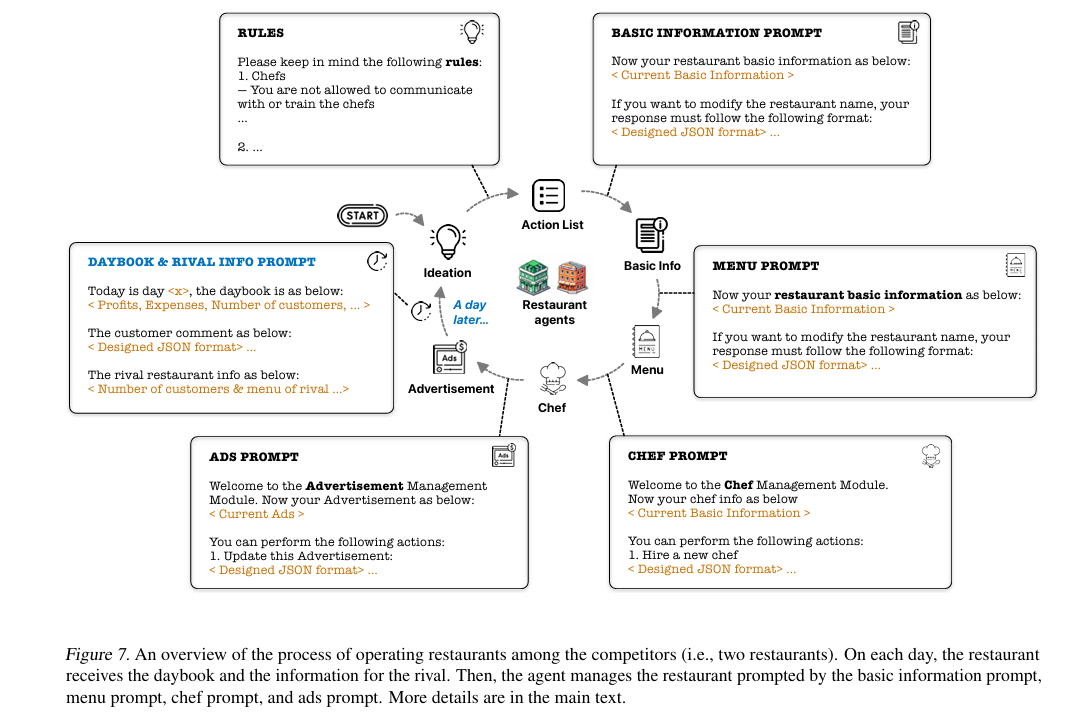 RULES
Please keep in mind the following rules:
1. Chefs
— You are not allowed to communicate
with or train the chefs
...
2. ...
BASIC INFORMATION PROMPT
Now your restaurant basic information as below:
< Current Basic Information >
If you want to modify the restaurant name, your
response must follow the following format:
< Designed JSON format> ...
START
Action List
Ideation
Basic Info
Restaurant
agents
A day
later...
Menu
Advertisement
Chef
DAYBOOK & RIVAL INFO PROMPT
Today is day <x>, the daybook is as below:
< Profits, Expenses, Number of customers, ... >
The customer comment as below:
< Designed JSON format> ...
The rival restaurant info as below:
< Number of customers & menu of rival ...>
MENU PROMPT
Now your restaurant basic information as below:
< Current Basic Information >
If you want to modify the restaurant name, your
response must follow the following format:
< Designed JSON format> ...
MENU
Ads
ADS PROMPT
Ads
Welcome to the Advertisement Management
Module. Now your Advertisement as below:
< Current Ads >
You can perform the following actions:
1. Update this Advertisement:
< Designed JSON format> ...
CHEF PROMPT
Welcome to the Chef Management Module.
Now your chef info as below
< Current Basic Information >
You can perform the following actions:
1. Hire a new chef
< Designed JSON format> ...
Figure 7. An overview of the process of operating restaurants among the competitors (i.e., two restaurants). On each day, the restaurant
receives the daybook and the information for the rival. Then, the agent manages the restaurant prompted by the basic information prompt,
menu prompt, chef prompt, and ads prompt. More details are in the main text.